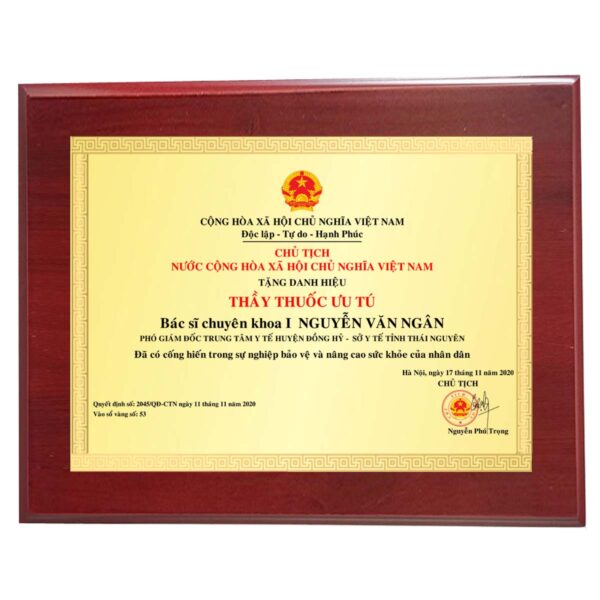 CỘNG HÒA XÃ HỘI CHỦ NGHĨA VIỆT NAM
Độc lập - Tự do - Hạnh Phúc
CHỦ TỊCH
NƯỚC CỘNG HÒA XÃ HỘI CHỦ NGHĨA VIỆT NAM
TẶNG DANH HIỆU
THẦY THUỐC ƯU TÚ
Bác sĩ chuyên khoa I NGUYỄN VĂN NGÂN
PHÓ GIÁM ĐỐC TRUNG TÂM Y TẾ HUYỆN ĐỒNG HỶ - SỞ Y TẾ TỈNH THÁI NGUYÊN
Đã có cống hiến trong sự nghiệp bảo vệ và nâng cao sức khỏe của nhân dân
Hà Nội, ngày 17 tháng 11 năm 2020
CHỦ TỊCH
Quyết định số: 2045/QĐ-CTN ngày 11 tháng 11 năm 2020
Vào sổ vàng số: 53
Nguyễn Phú Trọng